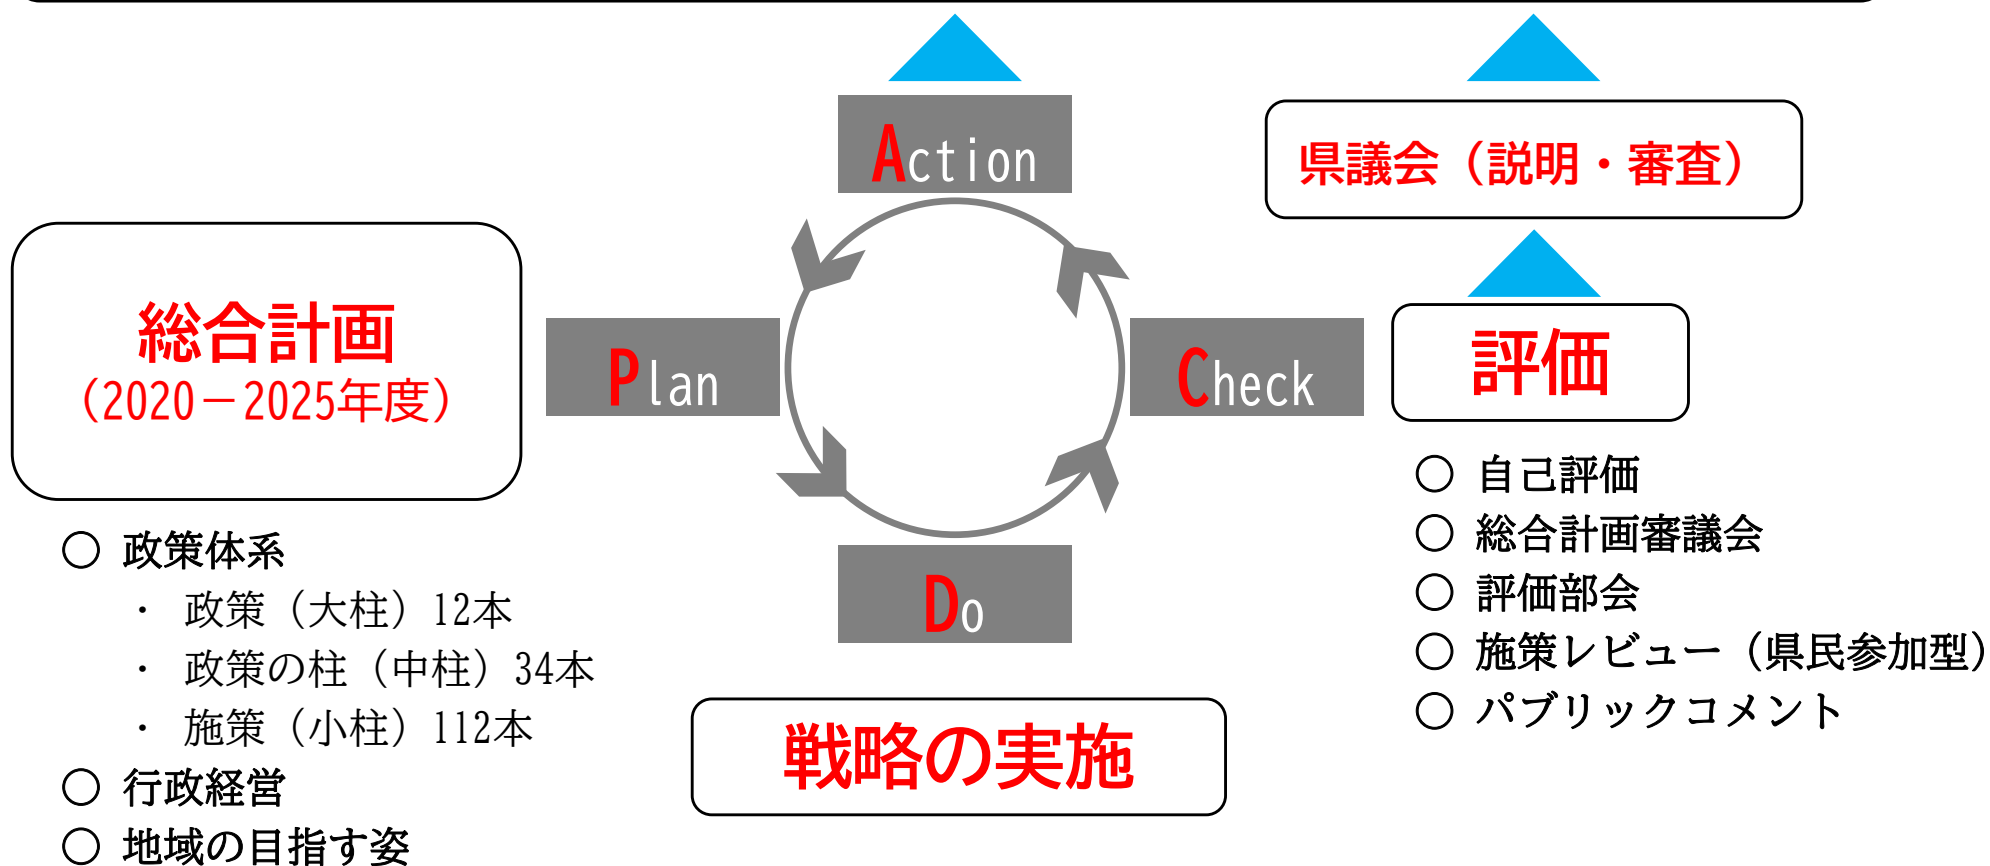 Action
県議会（説明・審査）
総合計画
（2020－2025年度）
Plan
Check
評価
○ 自己評価
○ 総合計画審議会
○ 評価部会
○ 施策レビュー（県民参加型）
○ パブリックコメント
○ 政策体系
・ 政策（大柱）12本
・ 政策の柱（中柱）34本
・ 施策（小柱）112本
○ 行政経営
○ 地域の目指す姿
Do
戦略の実施